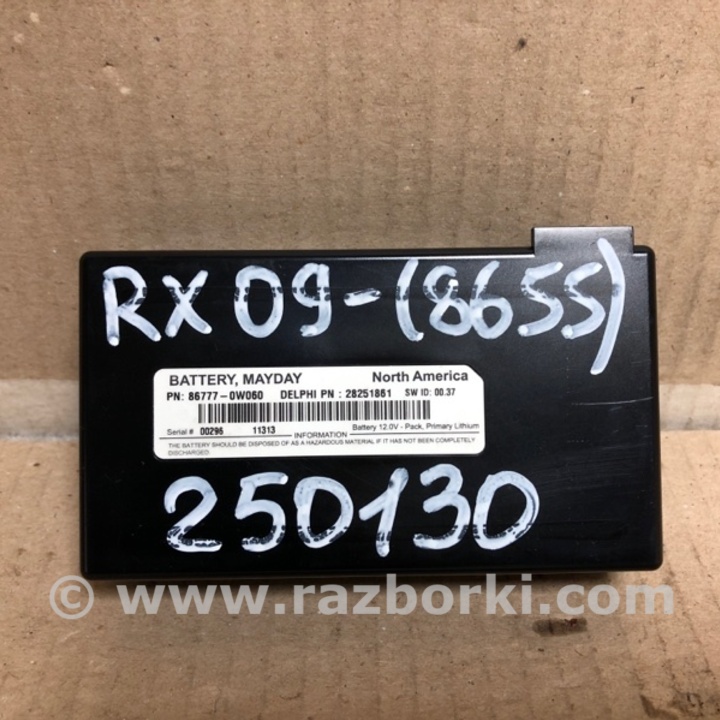 RX 09-(8655)
BATTERY, MAYDAY North America
PN: 86777-0W060 DELPHI PN : 28251861 SW ID: 00.37
Serial # 00296 11313 Battery 12.0V - Pack, Primary Lithium
INFORMATION
THE BATTERY SHOULD BE DISPOSED OF AS A HAZARDOUS MATERIAL IF IT HAS NOT BEEN COMPLETELY
DISCHARGED.
250130
© www.razborki.com